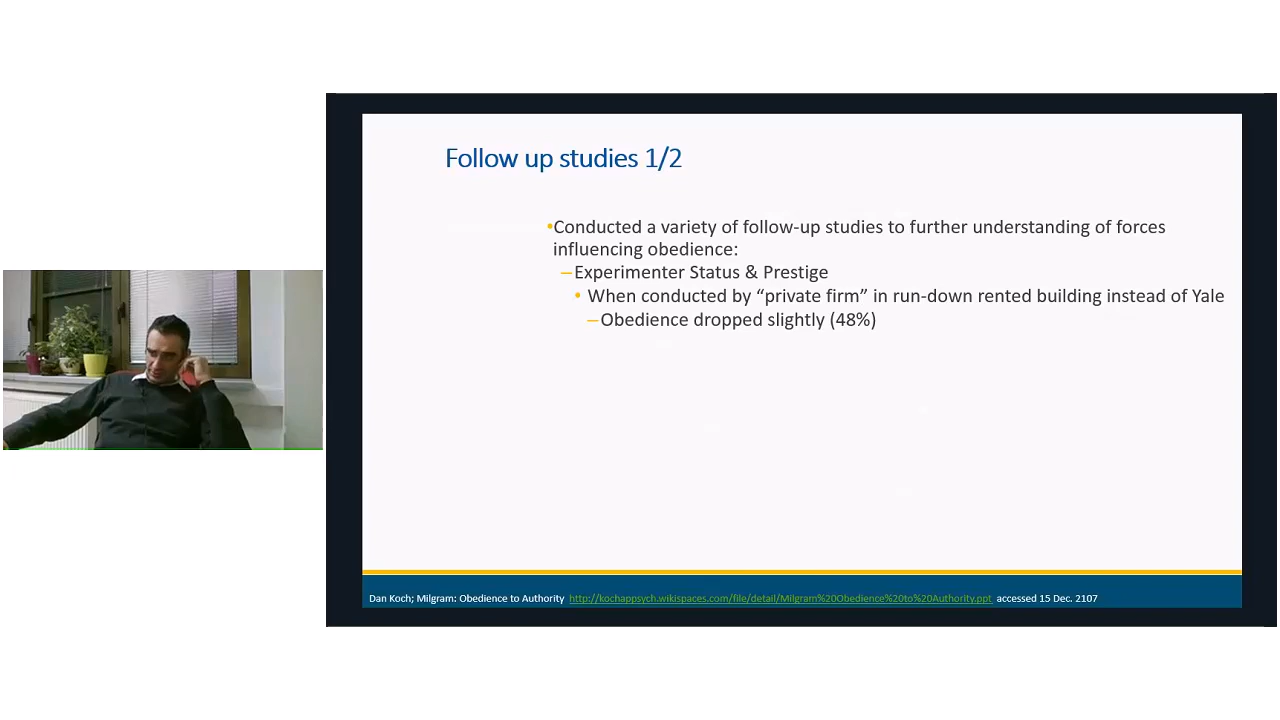 Follow up studies 1/2
•Conducted a variety of follow-up studies to further understanding of forces
influencing obedience:
–Experimenter Status & Prestige
• When conducted by “private firm” in run-down rented building instead of Yale
–Obedience dropped slightly (48%)
Dan Koch; Milgram: Obedience to Authority http://kochappsych.wikispaces.com/file/detail/Milgram%20Obedience%20to%20Authority.ppt accessed 15 Dec. 2107